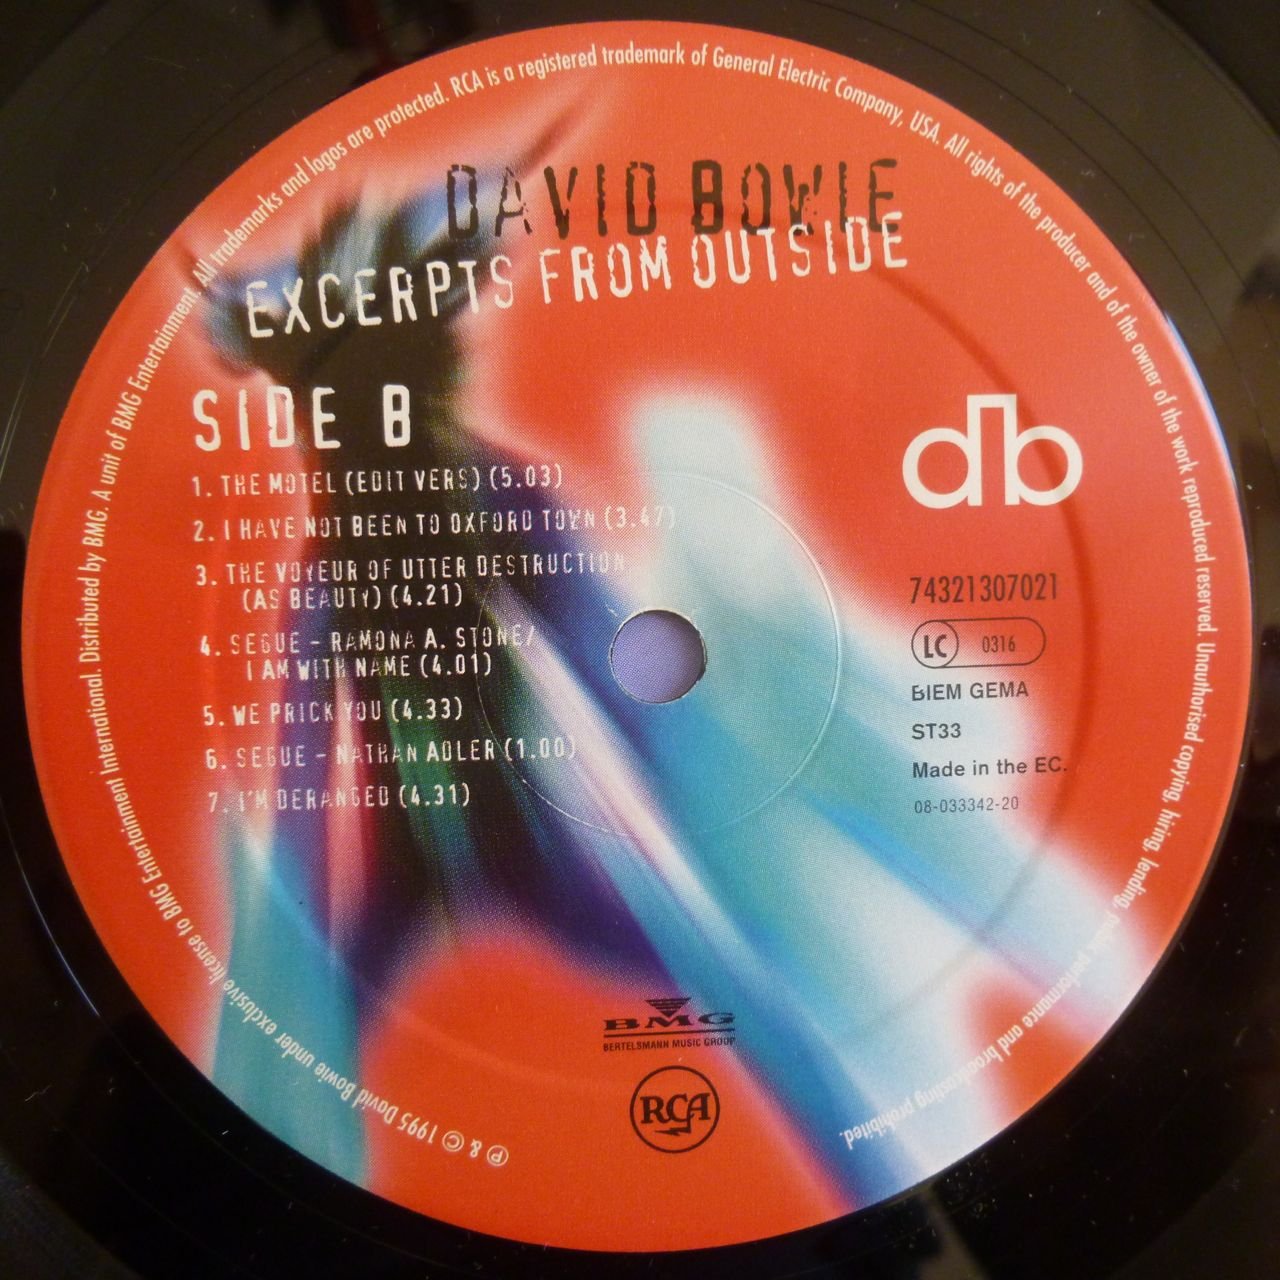 DAVID BOWIE
EXCERPTS FROM OUTSIDE
SIDE B
1. THE MOTEL (EDIT VERS) (5.03)
2. I HAVE NOT BEEN TO OXFORD TOWN (3.47)
3. THE VOYEUR OF UTTER DESTRUCTION
(AS BEAUTY) (4.21)
4. SEGUE - RAMONA A. STONE/
I AM WITH NAME (4.01)
5. WE PRICK YOU (4.33)
6. SEGUE - NATHAN ADLER (1.00)
7. I'M DERANGED (4.31)
db
74321307021
LC 0316
BIEM GEMA
ST33
Made in the EC.
08-033342-20
BMG
BERTELSMANN MUSIC GROUP
RCA
℗ & © 1995 David Bowie under exclusive license to BMG Entertainment International. Distributed by BMG. A unit of BMG Entertainment. All trademarks and logos are protected. RCA is a registered trademark of General Electric Company, USA. All rights of the producer and of the owner of the work reproduced reserved. Unauthorised copying, hiring, lending, public performance and broadcasting prohibited.